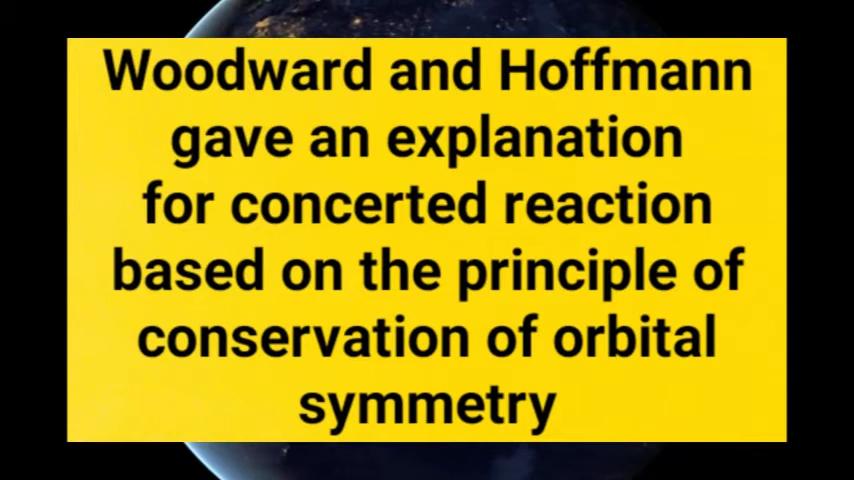 Woodward and Hoffmann
gave an explanation
for concerted reaction
based on the principle of
conservation of orbital
symmetry